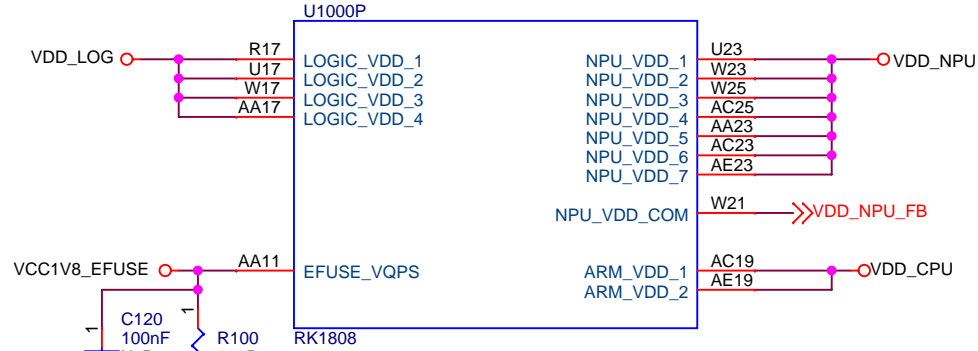 U1000P
VDD_LOG
R17 LOGIC_VDD_1
U17 LOGIC_VDD_2
W17 LOGIC_VDD_3
AA17 LOGIC_VDD_4
NPU_VDD_1 U23 VDD_NPU
NPU_VDD_2 W23
NPU_VDD_3 W25
NPU_VDD_4 AC25
NPU_VDD_5 AA23
NPU_VDD_6 AC23
NPU_VDD_7 AE23
NPU_VDD_COM W21 VDD_NPU_FB
VCC1V8_EFUSE AA11 EFUSE_VQPS
ARM_VDD_1 AC19 VDD_CPU
ARM_VDD_2 AE19
1 C120
100nF
1 R100
RK1808